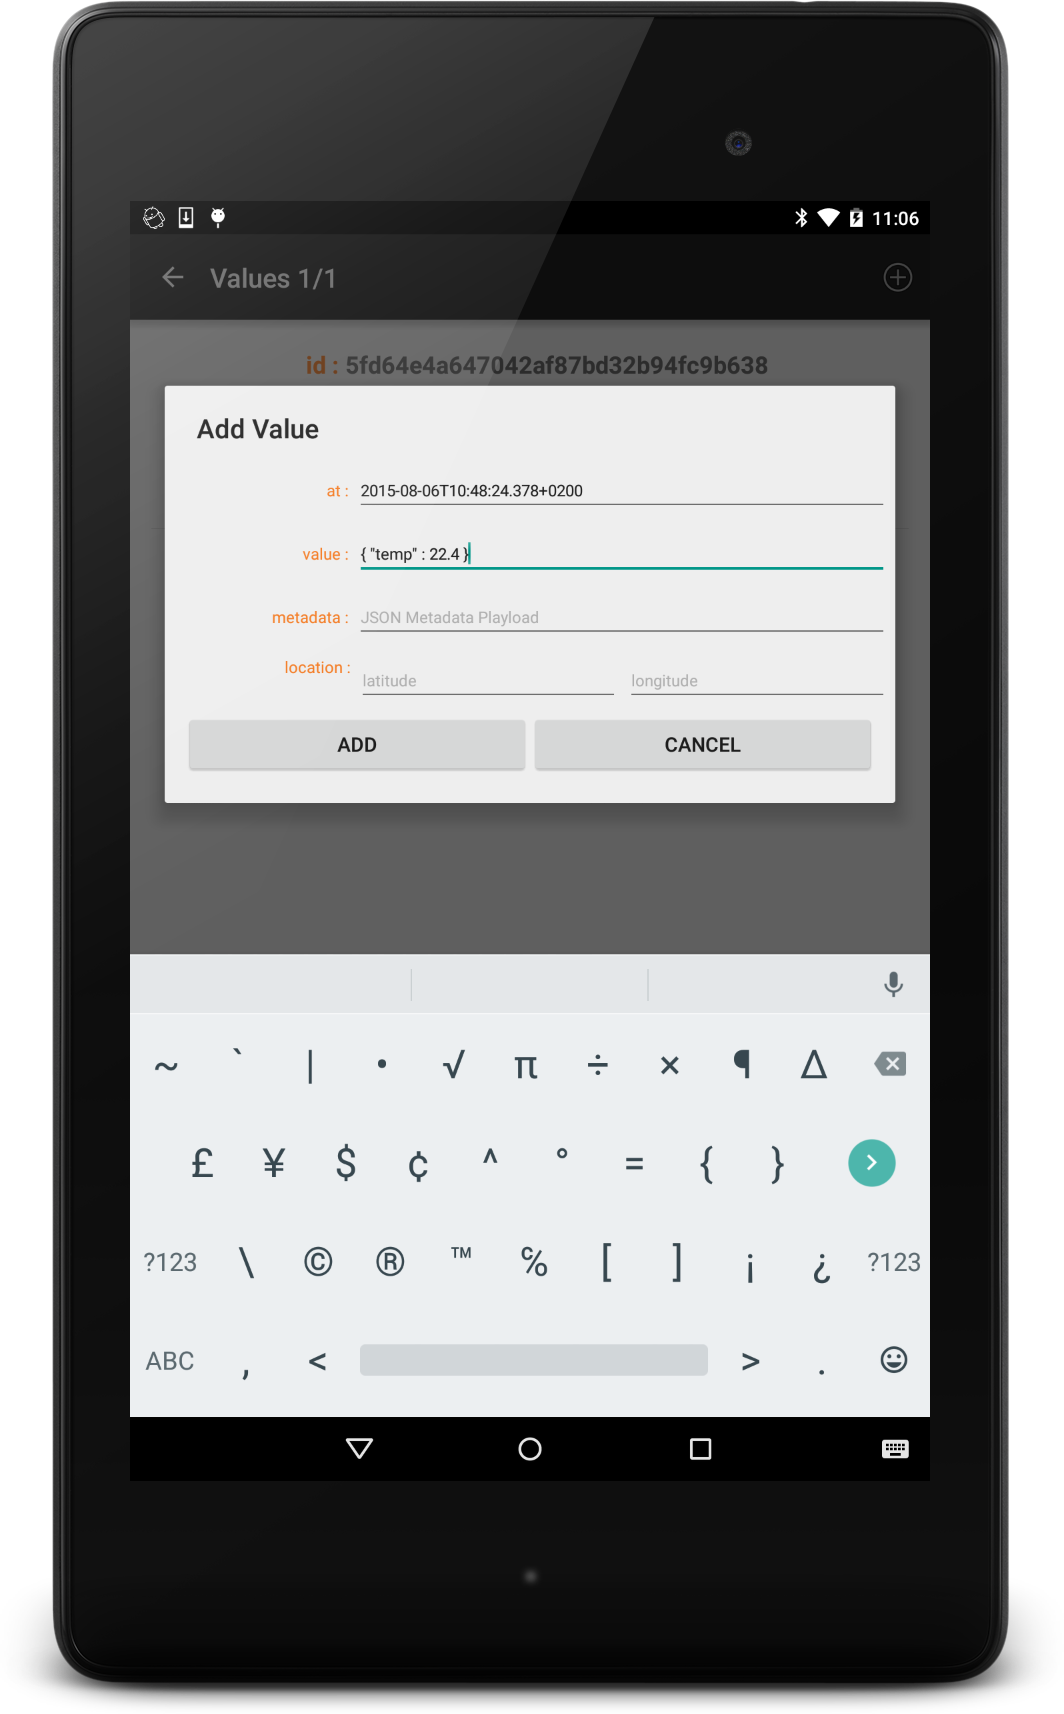 11:06
Values 1/1
id : 5fd64e4a647042af87bd32b94fc9b638
Add Value
at : 2015-08-06T10:48:24.378+0200
value : { "temp" : 22.4 }
metadata : JSON Metadata Playload
location : latitude longitude
ADD CANCEL
~ ` | • √ π ÷ × ¶ Δ
£ ¥ $ ¢ ^ ° = { }
?123 \ © ® ™ ℅ [ ] ¡ ¿ ?123
ABC , < > .